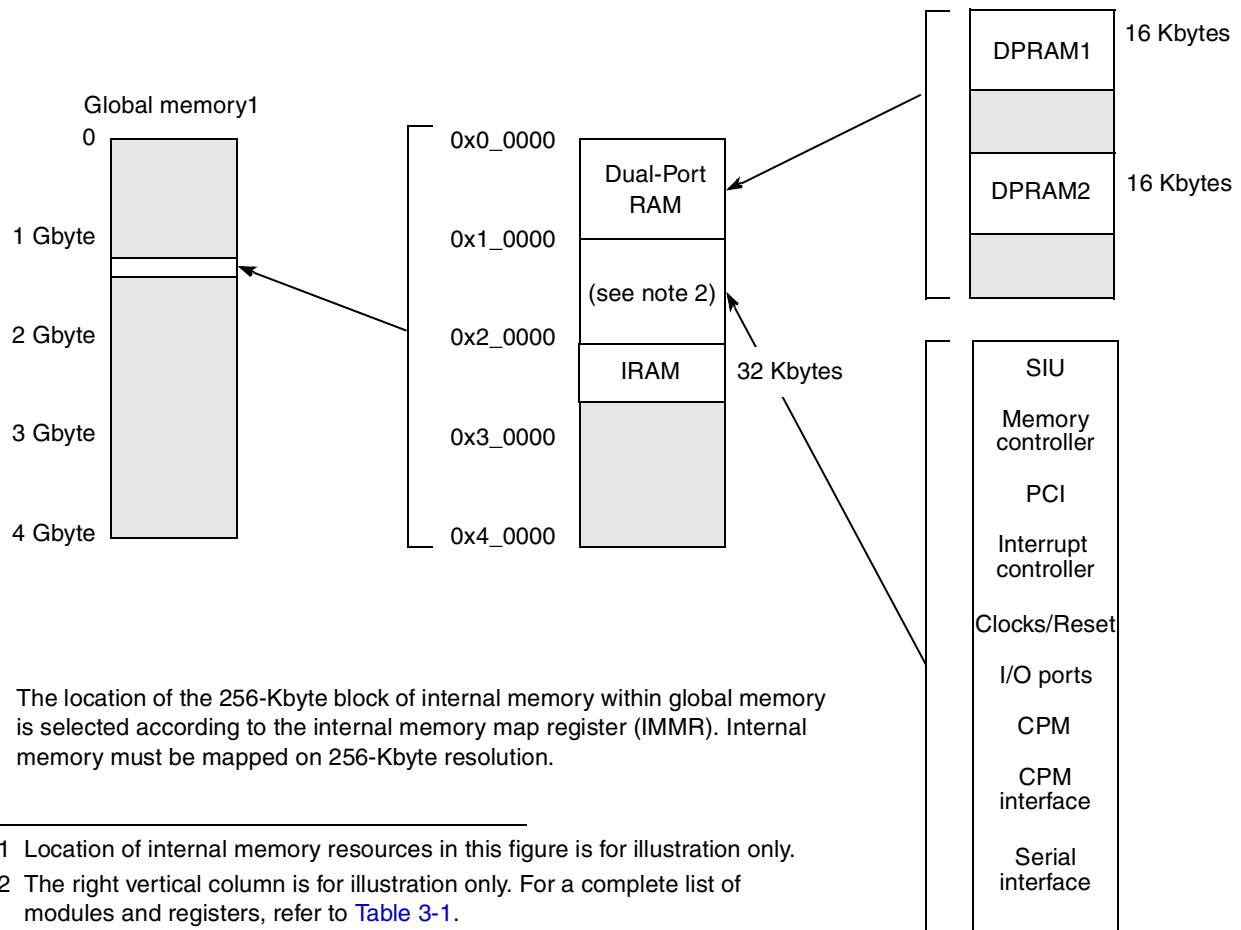 Global memory1
0
1 Gbyte
2 Gbyte
3 Gbyte
4 Gbyte
0x0_0000
0x1_0000
0x2_0000
0x3_0000
0x4_0000
Dual-Port
RAM
(see note 2)
IRAM
32 Kbytes
DPRAM1
16 Kbytes
DPRAM2
16 Kbytes
SIU
Memory
controller
PCI
Interrupt
controller
Clocks/Reset
I/O ports
CPM
CPM
interface
Serial
interface
The location of the 256-Kbyte block of internal memory within global memory
is selected according to the internal memory map register (IMMR). Internal
memory must be mapped on 256-Kbyte resolution.
1 Location of internal memory resources in this figure is for illustration only.
2 The right vertical column is for illustration only. For a complete list of
modules and registers, refer to Table 3-1.